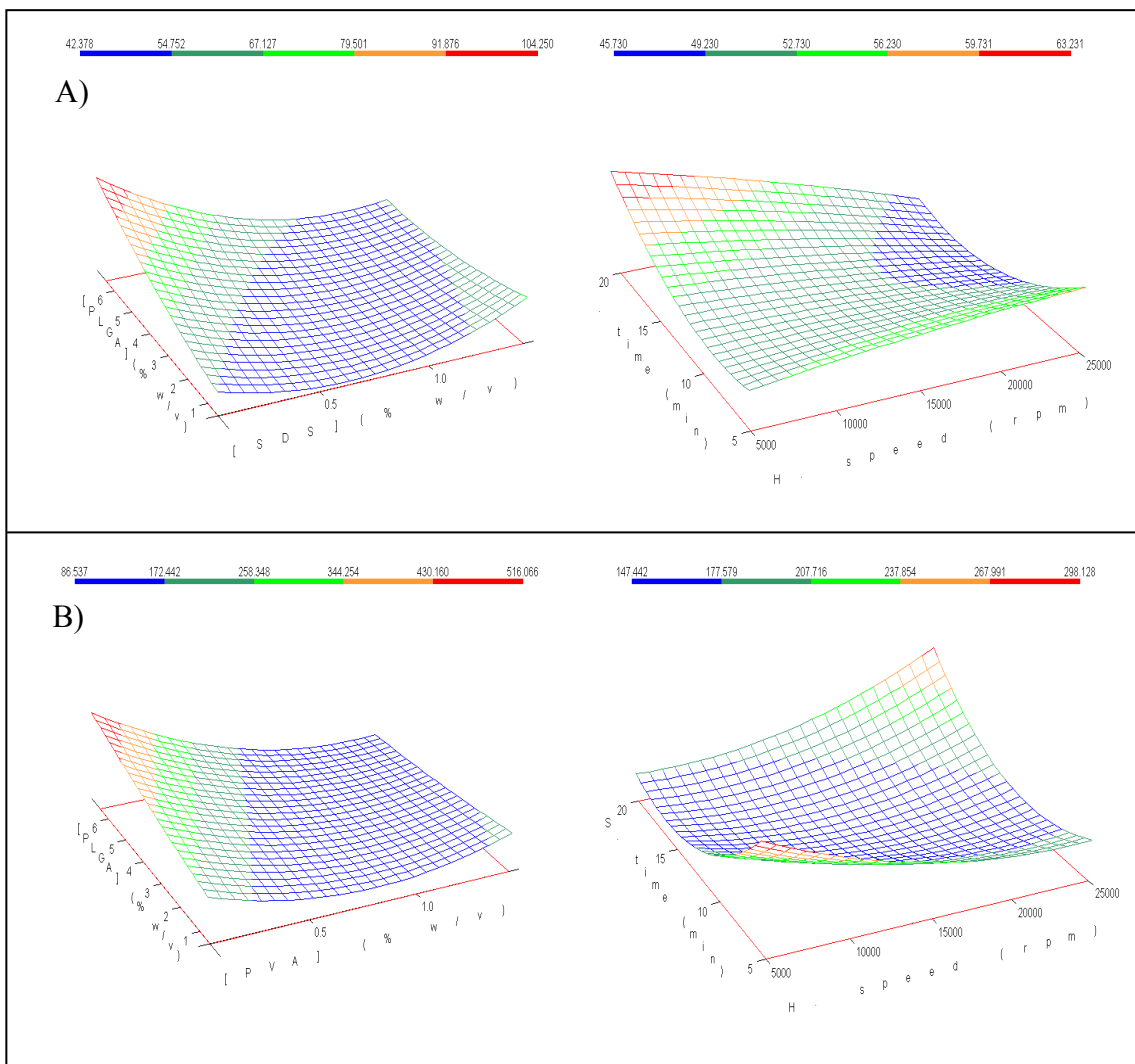 42.378 54.752 67.127 79.501 91.876 104.250
45.730 49.230 52.730 56.230 59.731 63.231
A)
[PLGA] (% w/v)
6 5 4 3 2 1
[SDS] (% w/v)
0.5 1.0
. time (min)
20 15 10 5
H. speed (rpm)
5000 10000 15000 20000 25000
86.537 172.442 258.348 344.254 430.160 516.066
147.442 177.579 207.716 237.854 267.991 298.128
B)
[PLGA] (% w/v)
6 5 4 3 2 1
[PVA] (% w/v)
0.5 1.0
S. time (min)
20 15 10 5
H. speed (rpm)
5000 10000 15000 20000 25000